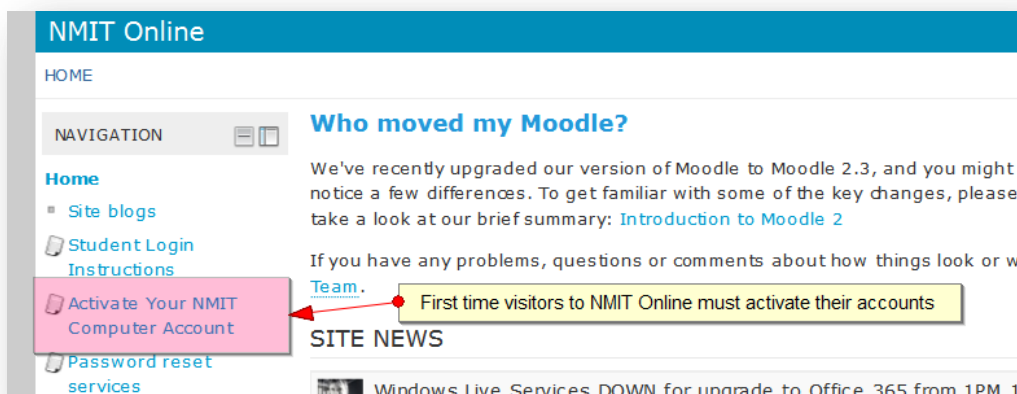 NMIT Online
HOME
NAVIGATION
Home
Site blogs
Student Login
Instructions
Activate Your NMIT
Computer Account
Password reset
services
Who moved my Moodle?
We've recently upgraded our version of Moodle to Moodle 2.3, and you might
notice a few differences. To get familiar with some of the key changes, please
take a look at our brief summary: Introduction to Moodle 2
If you have any problems, questions or comments about how things look or w
Team.
First time visitors to NMIT Online must activate their accounts
SITE NEWS
Windows Live Services DOWN for upgrade to Office 365 from 1PM 1